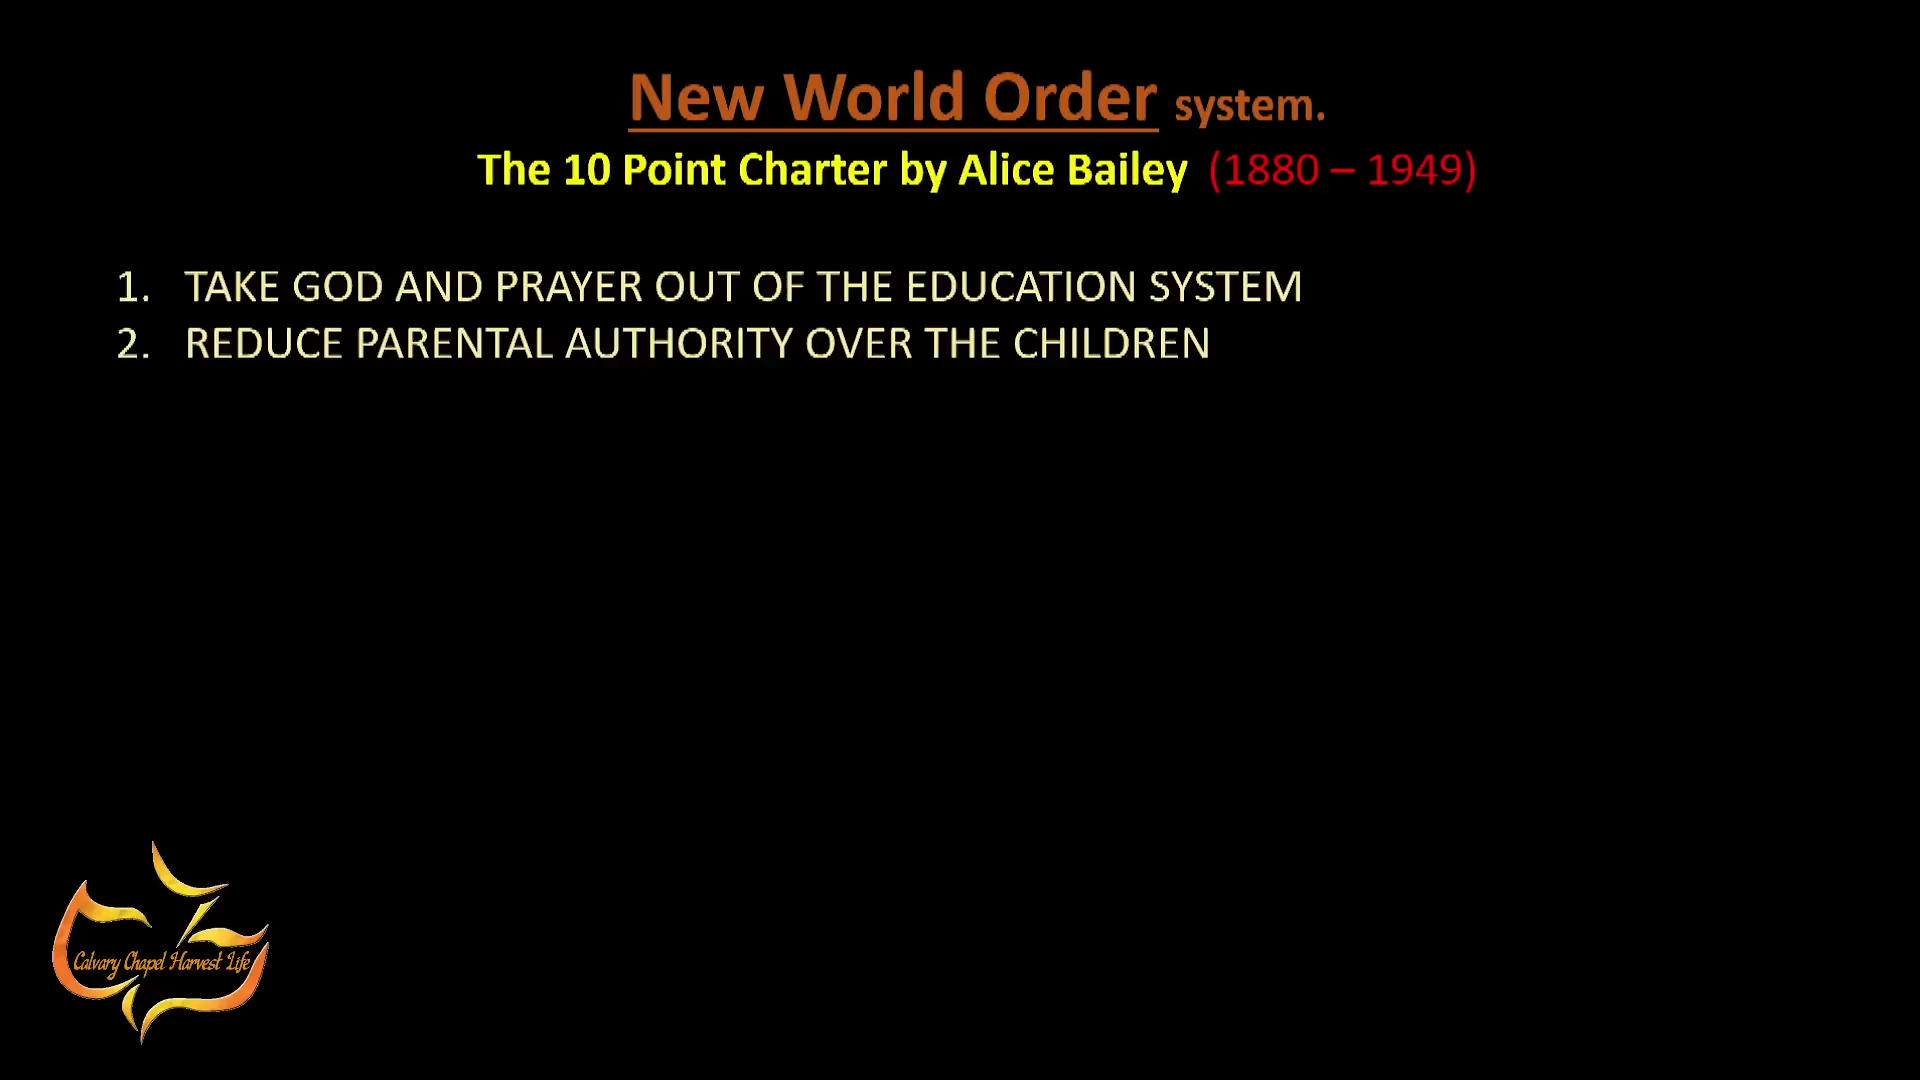 New World Order system.
The 10 Point Charter by Alice Bailey (1880 – 1949)
1. TAKE GOD AND PRAYER OUT OF THE EDUCATION SYSTEM
2. REDUCE PARENTAL AUTHORITY OVER THE CHILDREN
Calvary Chapel Harvest Life